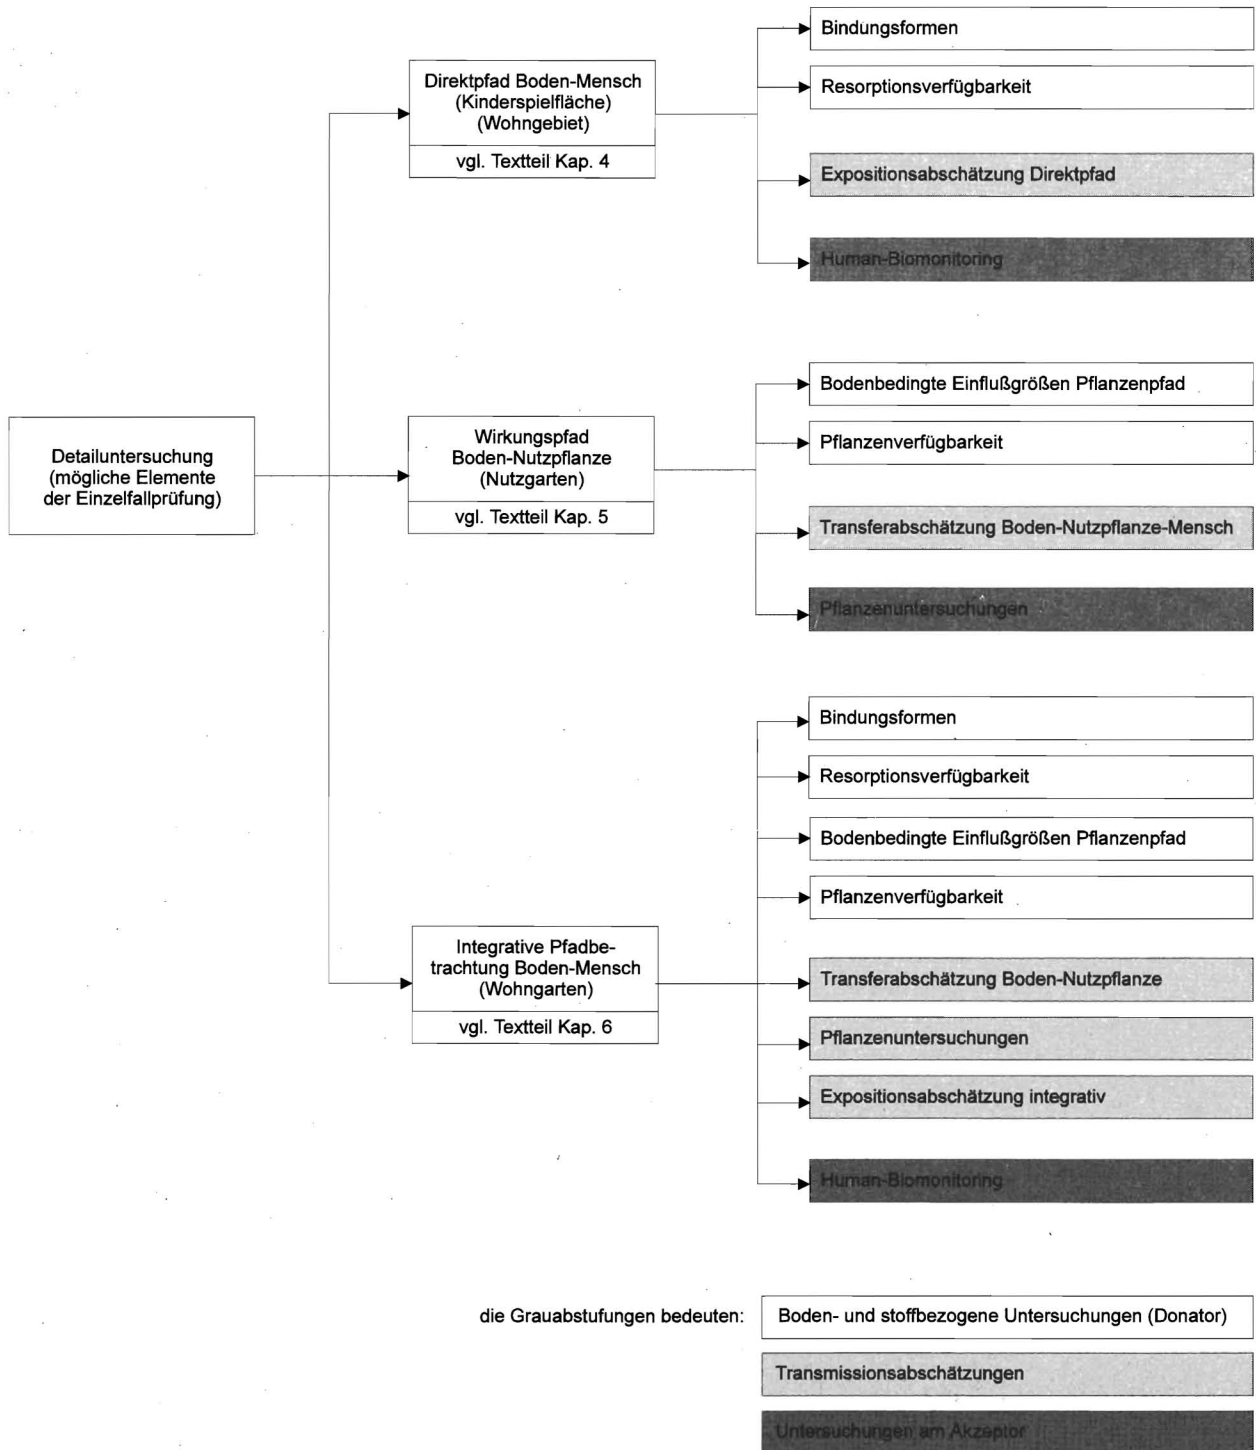 Detailuntersuchung
(mögliche Elemente
der Einzelfallprüfung)
Direktpfad Boden-Mensch
(Kinderspielfläche)
(Wohngebiet)
vgl. Textteil Kap. 4
Bindungsformen
Resorptionsverfügbarkeit
Expositionsabschätzung Direktpfad
Human-Biomonitoring
Wirkungspfad
Boden-Nutzpflanze
(Nutzgarten)
vgl. Textteil Kap. 5
Bodenbedingte Einflußgrößen Pflanzenpfad
Pflanzenverfügbarkeit
Transferabschätzung Boden-Nutzpflanze-Mensch
Pflanzenuntersuchungen
Integrative Pfadbe-
trachtung Boden-Mensch
(Wohngarten)
vgl. Textteil Kap. 6
Bindungsformen
Resorptionsverfügbarkeit
Bodenbedingte Einflußgrößen Pflanzenpfad
Pflanzenverfügbarkeit
Transferabschätzung Boden-Nutzpflanze
Pflanzenuntersuchungen
Expositionsabschätzung integrativ
Human-Biomonitoring
die Grauabstufungen bedeuten:
Boden- und stoffbezogene Untersuchungen (Donator)
Transmissionsabschätzungen
Untersuchungen am Akzeptor